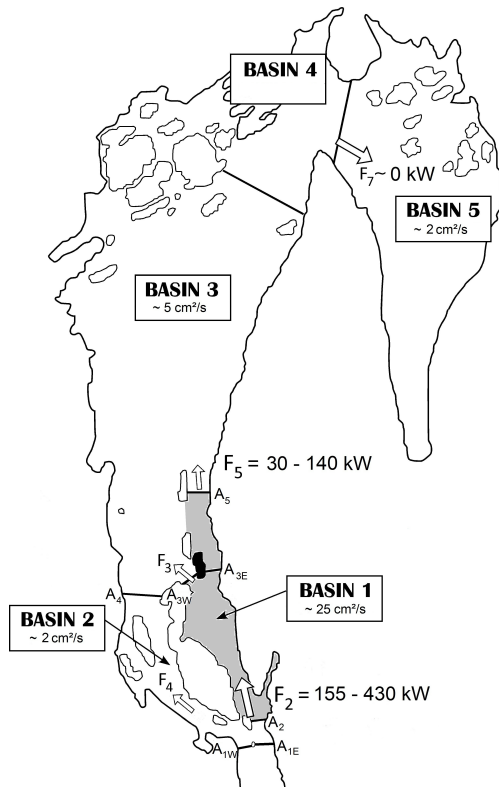 BASIN 4
F₇~ 0 kW
BASIN 5
~ 2 cm²/s
BASIN 3
~ 5 cm²/s
F₅ = 30 - 140 kW
A₅
F₃
A₃E
A₄
A₃W
BASIN 1
~ 25 cm²/s
BASIN 2
~ 2 cm²/s
F₄
F₂ = 155 - 430 kW
A₂
A₁W
A₁E